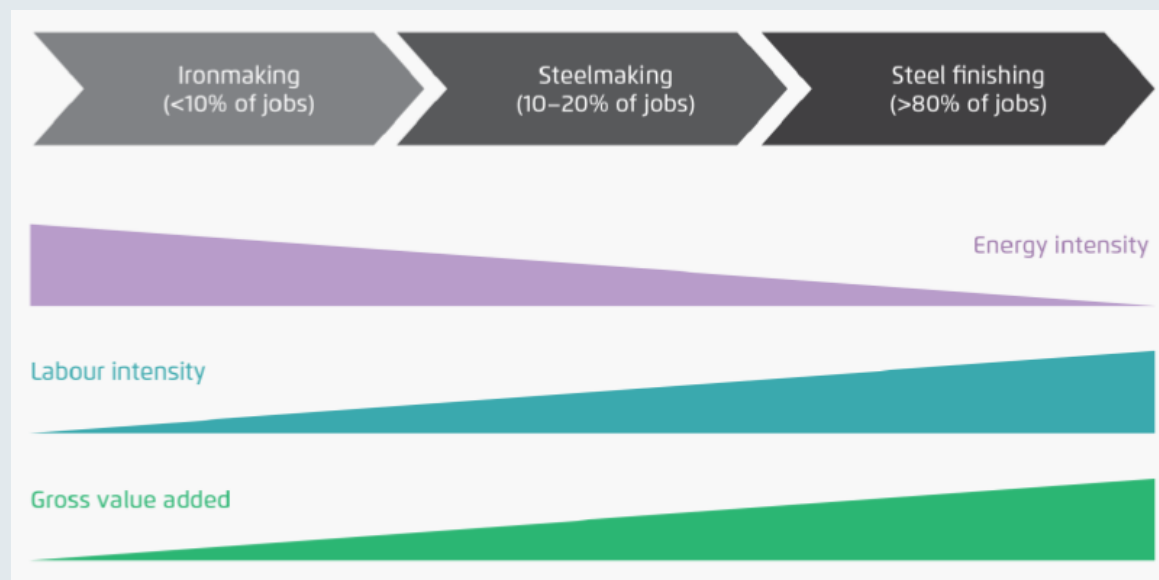 Ironmaking
(<10% of jobs)
Steelmaking
(10–20% of jobs)
Steel finishing
(>80% of jobs)
Energy intensity
Labour intensity
Gross value added